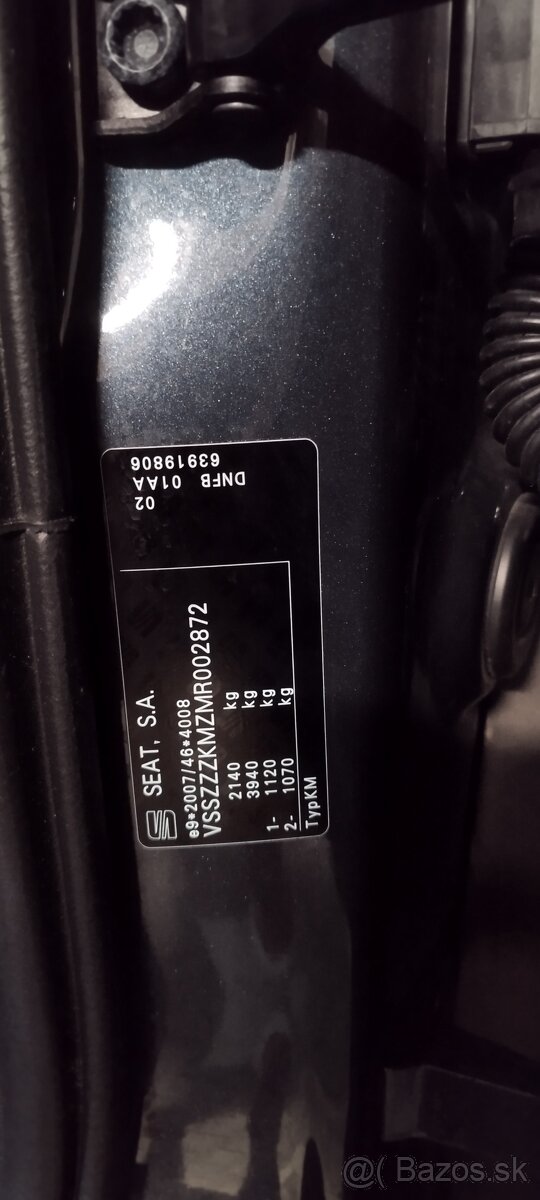 SEAT, S.A.
e9*2007/46*4008
VSSZZZKMZMR002872
2140 kg
3940 kg
1- 1120 kg
2- 1070 kg
TypKM
02
DNFB 01AA
63919806
@( Bazos.sk